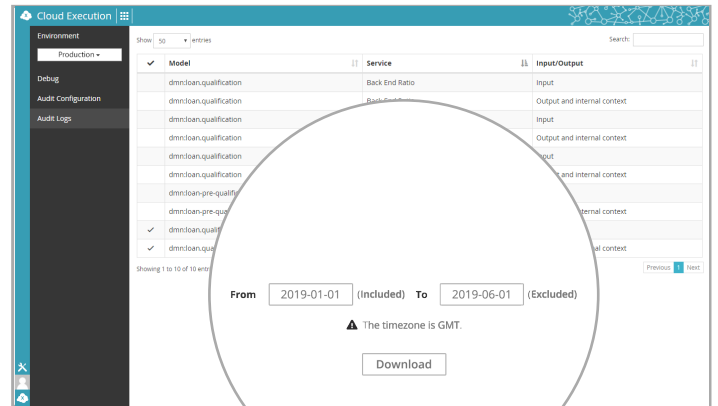 Cloud Execution
Environment
Production
Debug
Audit Configuration
Audit Logs
Show 50 entries
Search:
Model Service Input/Output
dmn:loan.qualification Back End Ratio Input
dmn:loan.qualification Back End Output and internal context
dmn:loan.qualification Input
dmn:loan.qualification Output and internal context
dmn:loan.qualification
dmn:loan.qualification and internal context
dmn:loan-pre-qualific
dmn:loan-pre-qua internal context
dmn:loan.qualif
dmn:loan.qua context
Showing 1 to 10 of 10
Previous 1 Next
From 2019-01-01 (Included) To 2019-06-01 (Excluded)
The timezone is GMT.
Download